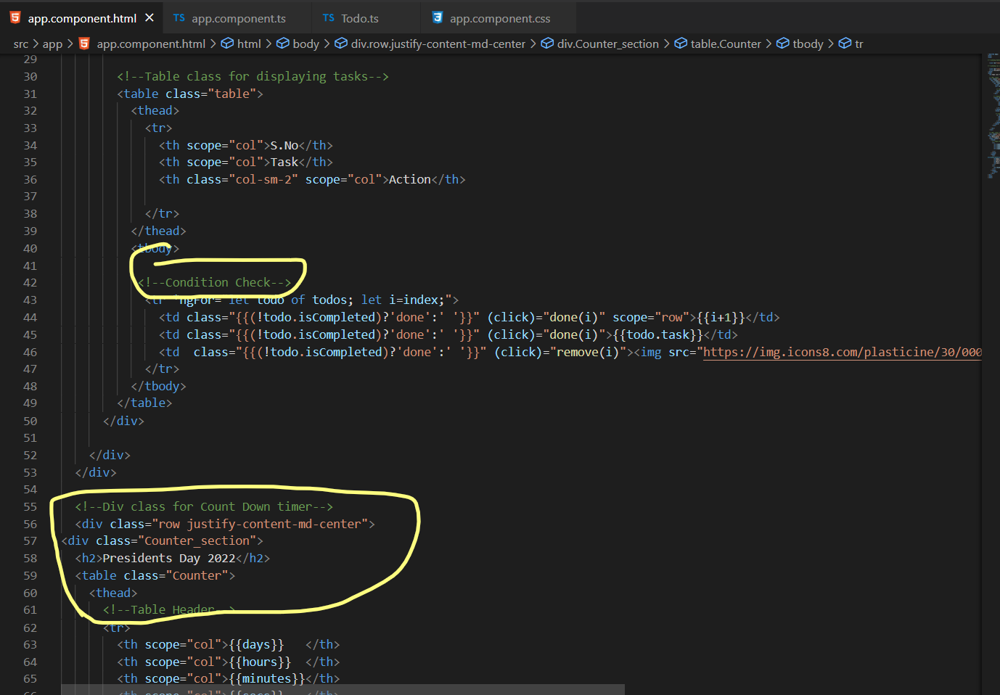 app.component.html × TS app.component.ts TS Todo.ts app.component.css
src > app > app.component.html > html > body > div.row.justify-content-md-center > div.Counter_section > table.Counter > tbody > tr
29
30 <!--Table class for displaying tasks-->
31 <table class="table">
32 <thead>
33 <tr>
34 <th scope="col">S.No</th>
35 <th scope="col">Task</th>
36 <th class="col-sm-2" scope="col">Action</th>
37
38 </tr>
39 </thead>
40 <tbody>
41
42 <!--Condition Check-->
43 <tr *ngFor="let todo of todos; let i=index;">
44 <td class="{{(!todo.isCompleted)?'done':' '}}" (click)="done(i)" scope="row">{{i+1}}</td>
45 <td class="{{(!todo.isCompleted)?'done':' '}}" (click)="done(i)">{{todo.task}}</td>
46 <td  class="{{(!todo.isCompleted)?'done':' '}}" (click)="remove(i)"><img src="https://img.icons8.com/plasticine/30/000
47 </tr>
48 </tbody>
49 </table>
50 </div>
51
52 </div>
53 </div>
54
55 <!--Div class for Count Down timer-->
56 <div class="row justify-content-md-center">
57 <div class="Counter_section">
58 <h2>Presidents Day 2022</h2>
59 <table class="Counter">
60 <thead>
61 <!--Table Header-->
62 <tr>
63 <th scope="col">{{days}}   </th>
64 <th scope="col">{{hours}}  </th>
65 <th scope="col">{{minutes}}</th>